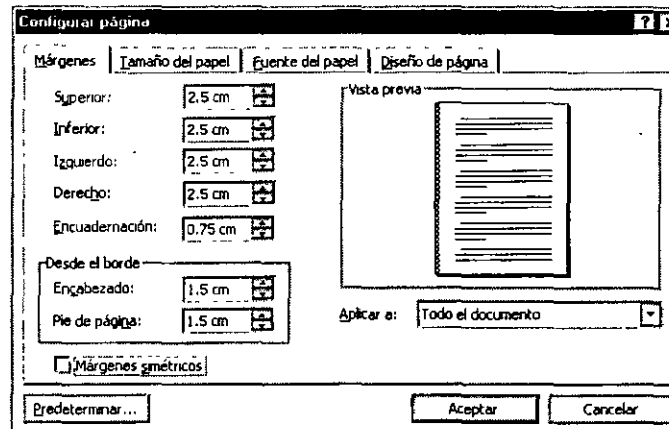 Configurar página
Márgenes Tamaño del papel Fuente del papel Diseño de página
Superior: 2.5 cm
Inferior: 2.5 cm
Izquierdo: 2.5 cm
Derecho: 2.5 cm
Encuadernación: 0.75 cm
Desde el borde
Encabezado: 1.5 cm
Pie de página: 1.5 cm
Márgenes simétricos
Vista previa
Aplicar a: Todo el documento
Predeterminar... Aceptar Cancelar